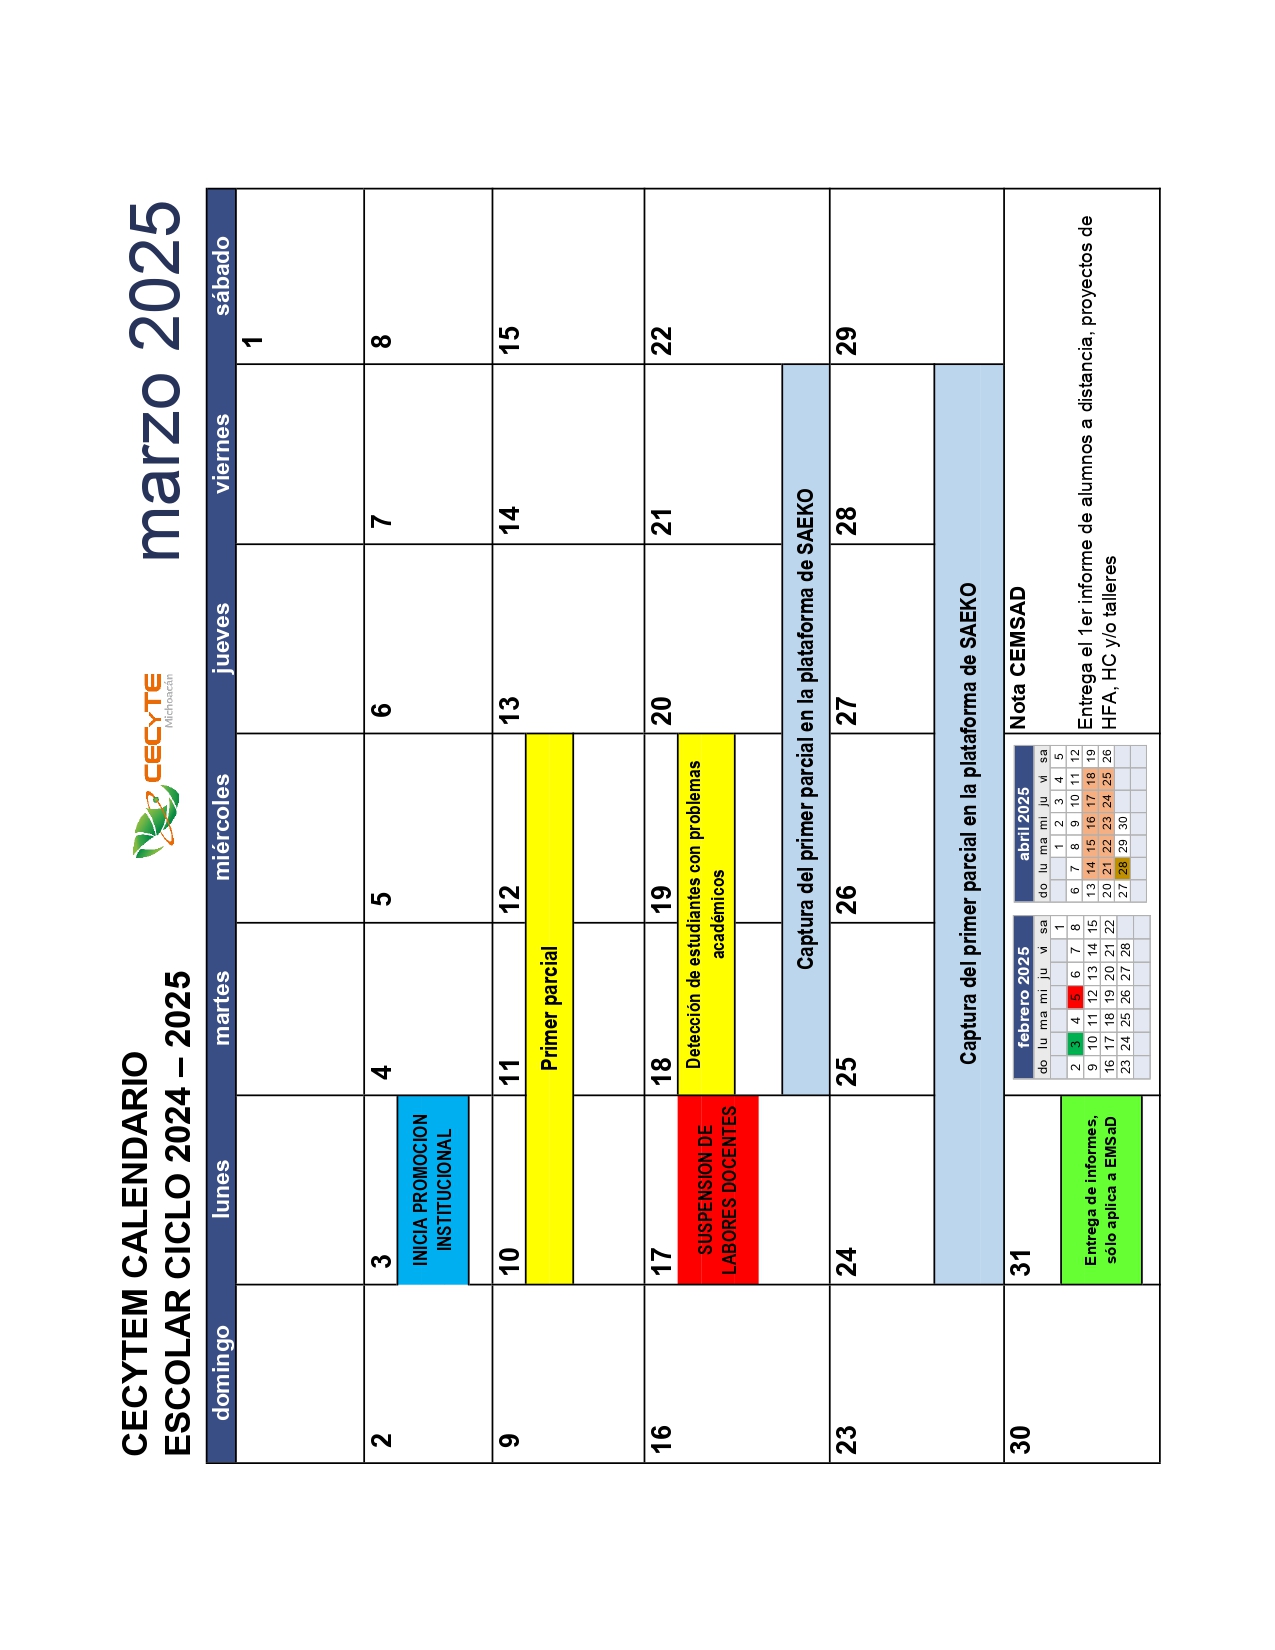 CECYTEM CALENDARIO
ESCOLAR CICLO 2024 – 2025
CECyTE
Michoacán
marzo 2025
domingo lunes martes miércoles jueves viernes sábado
1
2 3 4 5 6 7 8
INICIA PROMOCION
INSTITUCIONAL
9 10 11 12 13 14 15
Primer parcial
16 17 18 19 20 21 22
SUSPENSION DE
LABORES DOCENTES
Detección de estudiantes con problemas
académicos
Captura del primer parcial en la plataforma de SAEKO
23 24 25 26 27 28 29
Captura del primer parcial en la plataforma de SAEKO
30 31
Entrega de informes,
sólo aplica a EMSaD
febrero 2025
do lu ma mi ju vi sa
1
2 3 4 5 6 7 8
9 10 11 12 13 14 15
16 17 18 19 20 21 22
23 24 25 26 27 28
abril 2025
do lu ma mi ju vi sa
1 2 3 4 5
6 7 8 9 10 11 12
13 14 15 16 17 18 19
20 21 22 23 24 25 26
27 28 29 30
Nota CEMSAD
Entrega el 1er informe de alumnos a distancia, proyectos de
HFA, HC y/o talleres